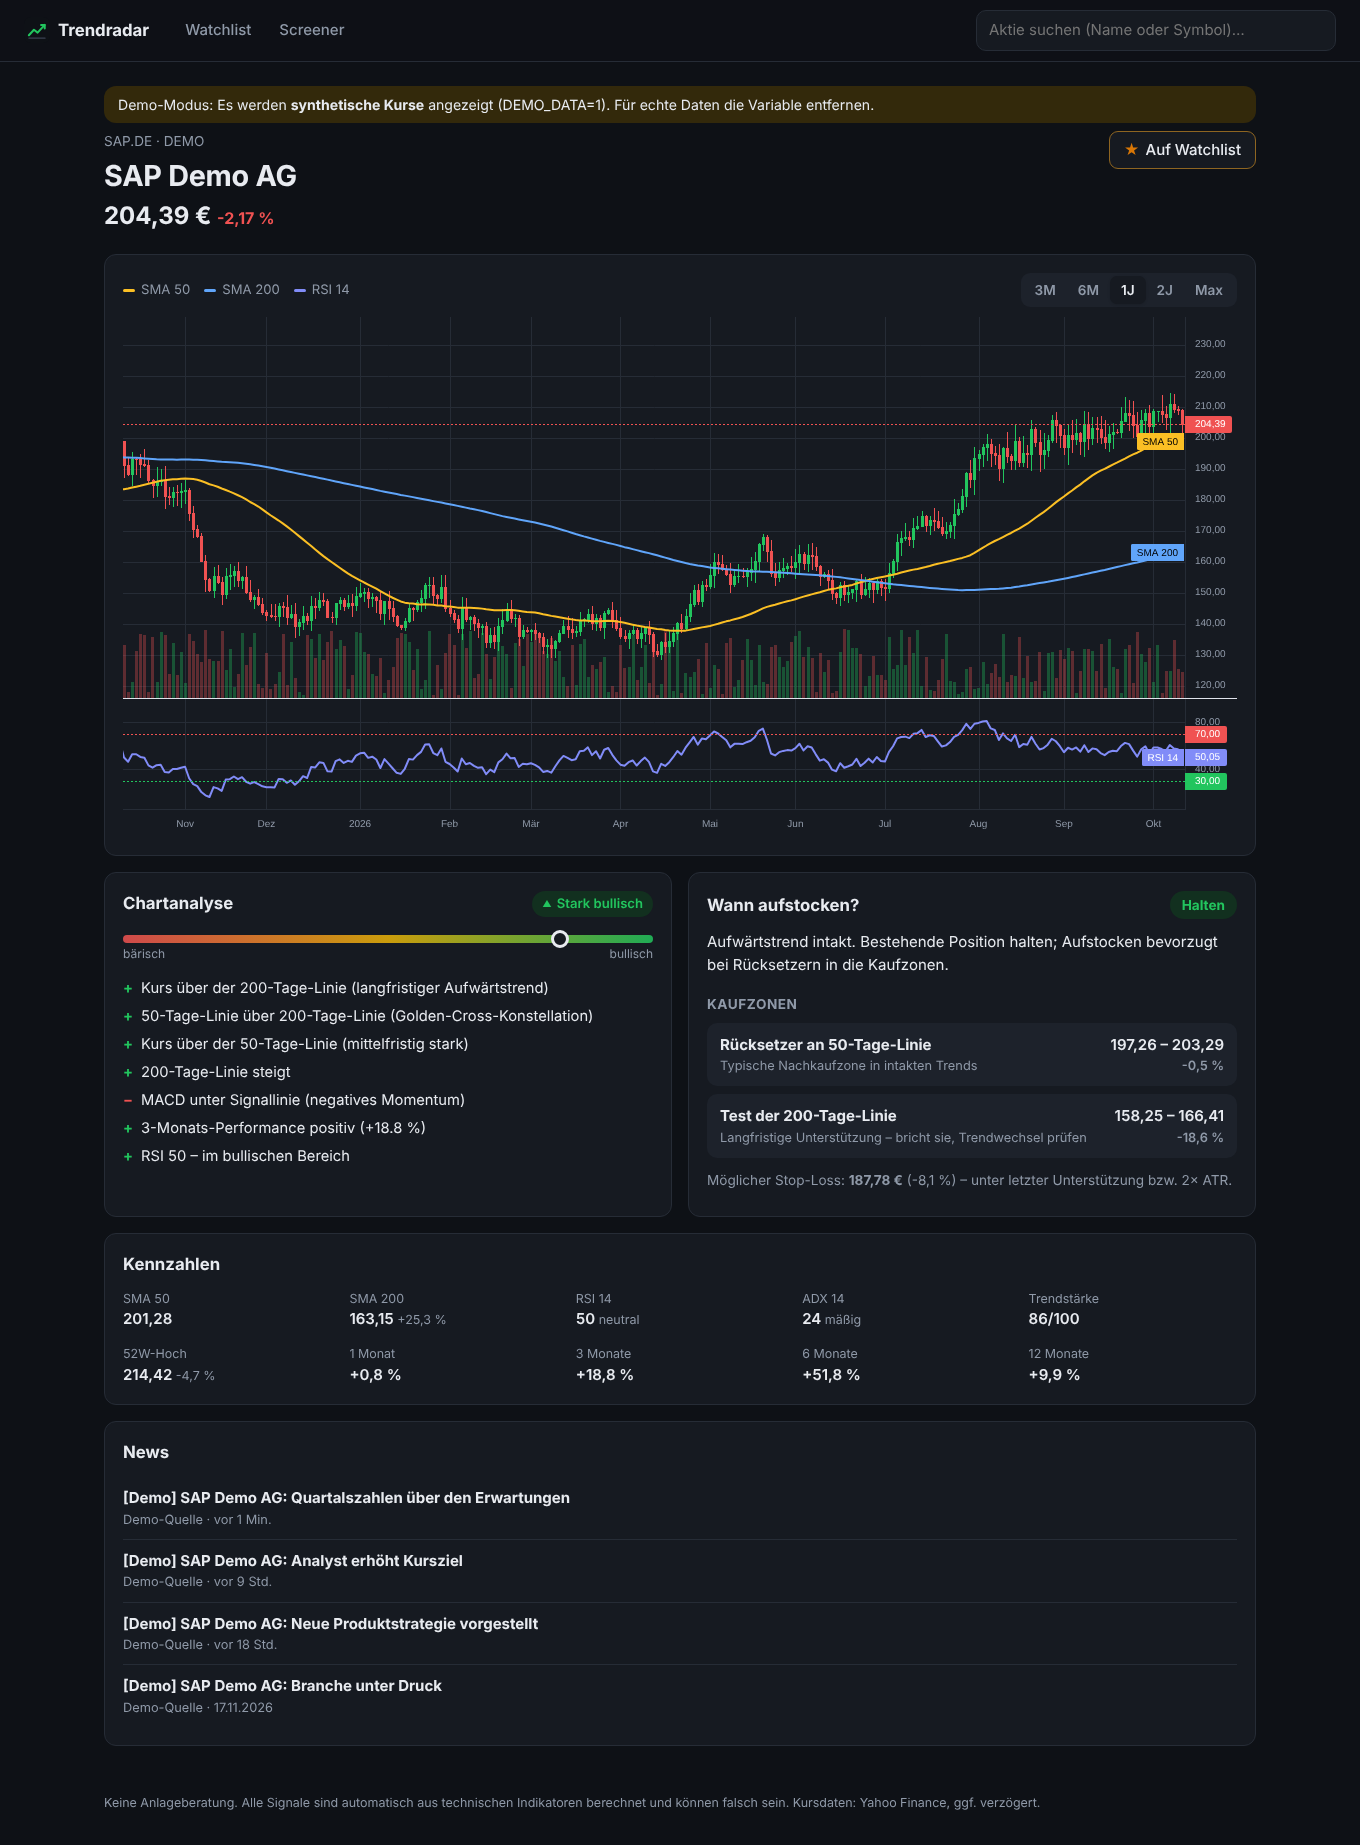 Trendradar
Watchlist
Screener
Aktie suchen (Name oder Symbol)...
Demo-Modus: Es werden synthetische Kurse angezeigt (DEMO_DATA=1). Für echte Daten die Variable entfernen.
SAP.DE · DEMO
★ Auf Watchlist
SAP Demo AG
204,39 € -2,17 %
SMA 50
SMA 200
RSI 14
3M
6M
1J
2J
Max
230,00
220,00
210,00
204,39
200,00
SMA 50
190,00
180,00
170,00
SMA 200
160,00
150,00
140,00
130,00
120,00
80,00
70,00
RSI 14
50,05
40,00
30,00
Nov
Dez
2026
Feb
Mär
Apr
Mai
Jun
Jul
Aug
Sep
Okt
Chartanalyse
▲ Stark bullisch
bärisch
bullisch
+ Kurs über der 200-Tage-Linie (langfristiger Aufwärtstrend)
+ 50-Tage-Linie über 200-Tage-Linie (Golden-Cross-Konstellation)
+ Kurs über der 50-Tage-Linie (mittelfristig stark)
+ 200-Tage-Linie steigt
– MACD unter Signallinie (negatives Momentum)
+ 3-Monats-Performance positiv (+18.8 %)
+ RSI 50 – im bullischen Bereich
Wann aufstocken?
Halten
Aufwärtstrend intakt. Bestehende Position halten; Aufstocken bevorzugt
bei Rücksetzern in die Kaufzonen.
KAUFZONEN
Rücksetzer an 50-Tage-Linie
197,26 – 203,29
Typische Nachkaufzone in intakten Trends
-0,5 %
Test der 200-Tage-Linie
158,25 – 166,41
Langfristige Unterstützung – bricht sie, Trendwechsel prüfen
-18,6 %
Möglicher Stop-Loss: 187,78 € (-8,1 %) – unter letzter Unterstützung bzw. 2× ATR.
Kennzahlen
SMA 50
SMA 200
RSI 14
ADX 14
Trendstärke
201,28
163,15 +25,3 %
50 neutral
24 mäßig
86/100
52W-Hoch
1 Monat
3 Monate
6 Monate
12 Monate
214,42 -4,7 %
+0,8 %
+18,8 %
+51,8 %
+9,9 %
News
[Demo] SAP Demo AG: Quartalszahlen über den Erwartungen
Demo-Quelle · vor 1 Min.
[Demo] SAP Demo AG: Analyst erhöht Kursziel
Demo-Quelle · vor 9 Std.
[Demo] SAP Demo AG: Neue Produktstrategie vorgestellt
Demo-Quelle · vor 18 Std.
[Demo] SAP Demo AG: Branche unter Druck
Demo-Quelle · 17.11.2026
Keine Anlageberatung. Alle Signale sind automatisch aus technischen Indikatoren berechnet und können falsch sein. Kursdaten: Yahoo Finance, ggf. verzögert.